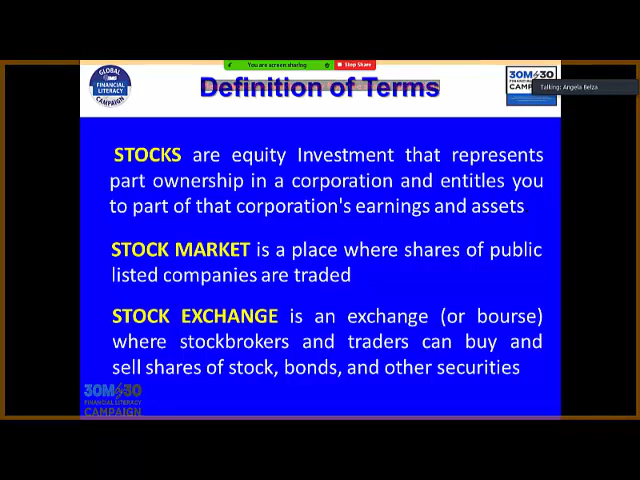 You are screen sharing
Stop Share
GLOBAL
FINANCIAL
LITERACY
CAMPAIGN
Definition of Terms
30M 30
CAMP
Talking: Angela Belza
STOCKS are equity Investment that represents
part ownership in a corporation and entitles you
to part of that corporation's earnings and assets
STOCK MARKET is a place where shares of public
listed companies are traded
STOCK EXCHANGE is an exchange (or bourse)
where stockbrokers and traders can buy and
sell shares of stock, bonds, and other securities
30M 30
FINANCIAL LITERACY
CAMPAIGN